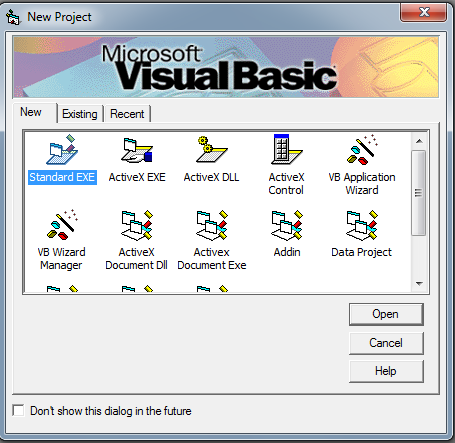 New Project
Microsoft
Visual Basic
New Existing Recent
Standard EXE ActiveX EXE ActiveX DLL ActiveX Control VB Application Wizard
VB Wizard Manager ActiveX Document Dll Activex Document Exe Addin Data Project
Open
Cancel
Help
Don't show this dialog in the future